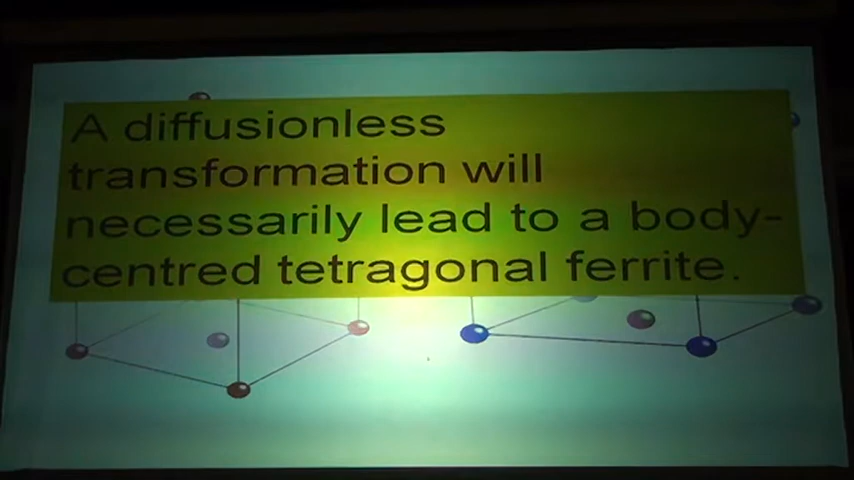 A diffusionless
transformation will
necessarily lead to a body-
centred tetragonal ferrite.